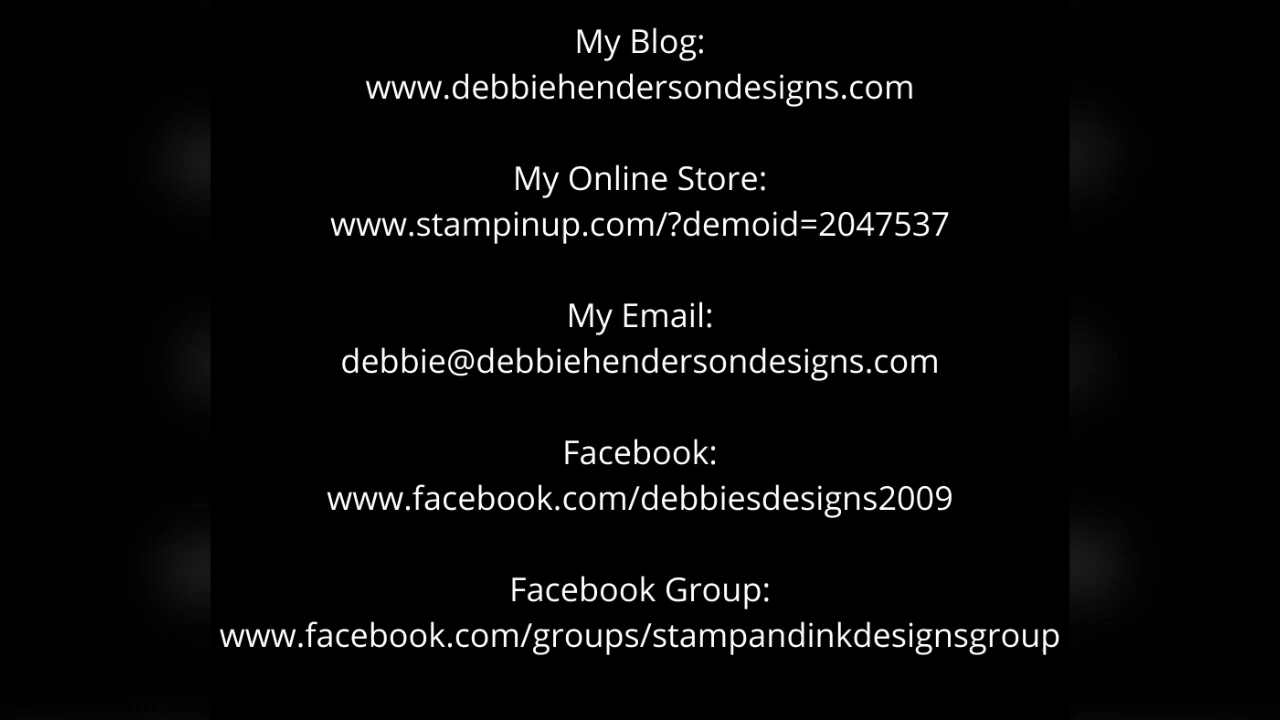 My Blog:
www.debbiehendersondesigns.com
My Online Store:
www.stampinup.com/?demoid=2047537
My Email:
debbie@debbiehendersondesigns.com
Facebook:
www.facebook.com/debbiesdesigns2009
Facebook Group:
www.facebook.com/groups/stampandinkdesignsgroup